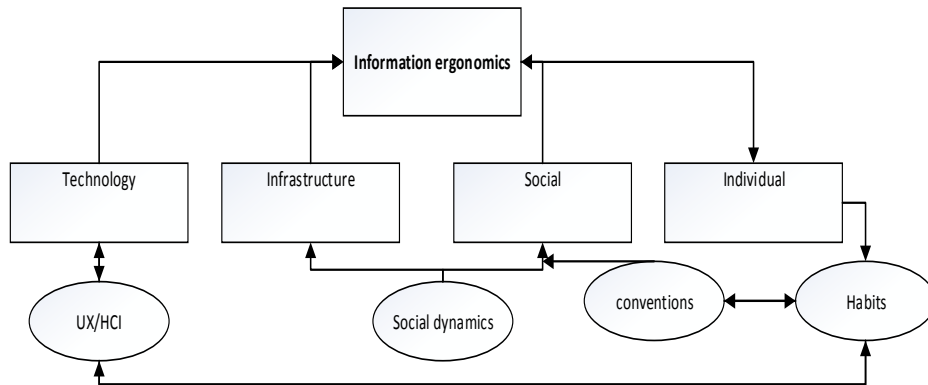 Information ergonomics
Technology
Infrastructure
Social
Individual
UX/HCI
Social dynamics
conventions
Habits